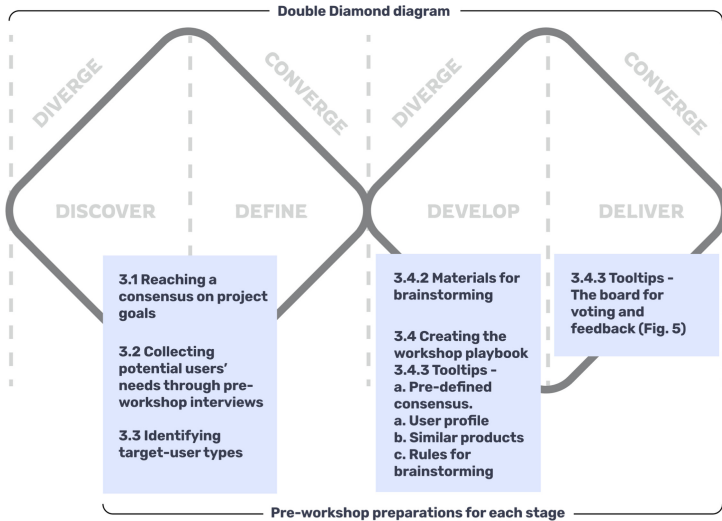 Double Diamond diagram
DIVERGE
CONVERGE
DIVERGE
CONVERGE
DISCOVER
DEFINE
DEVELOP
DELIVER
3.1 Reaching a
consensus on project
goals
3.2 Collecting
potential users'
needs through pre-
workshop interviews
3.3 Identifying
target-user types
3.4.2 Materials for
brainstorming
3.4 Creating the
workshop playbook
3.4.3 Tooltips -
a. Pre-defined
consensus.
a. User profile
b. Similar products
c. Rules for
brainstorming
3.4.3 Tooltips -
The board for
voting and
feedback (Fig. 5)
Pre-workshop preparations for each stage